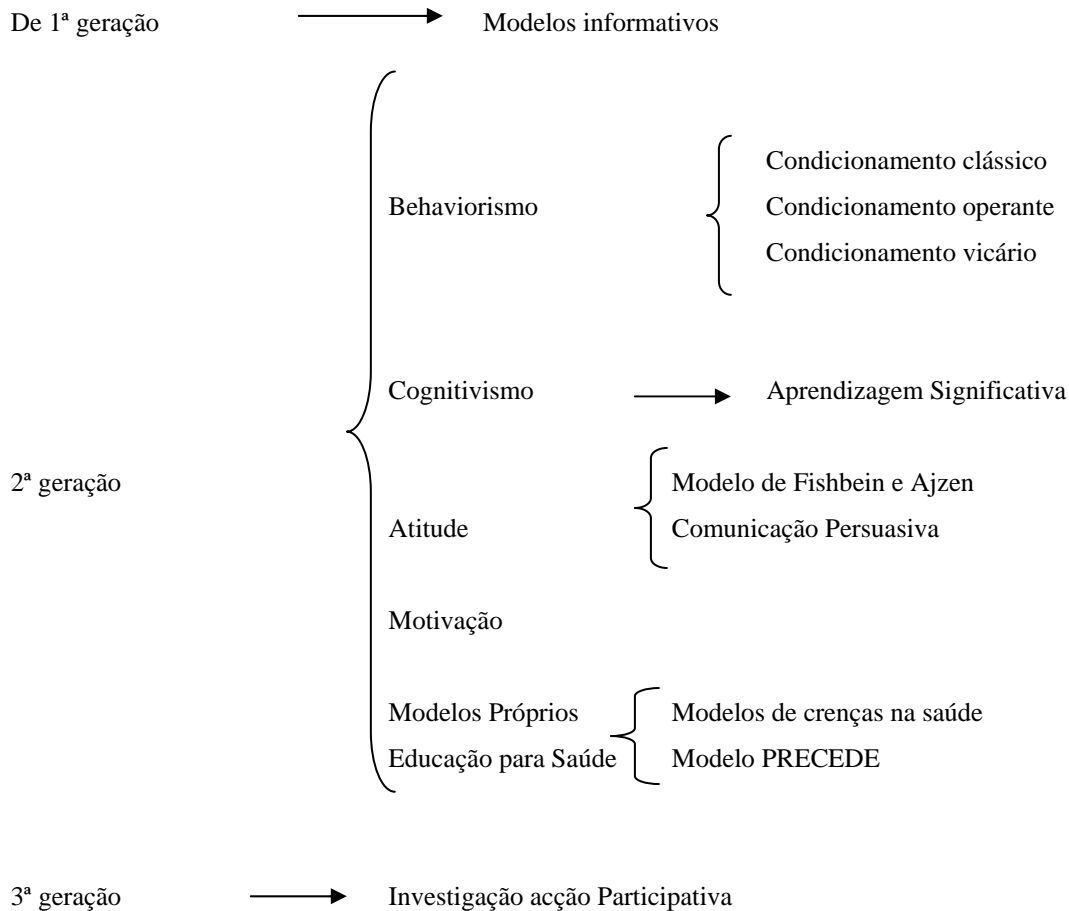 De 1ª geração Modelos informativos
Condicionamento clássico
Behaviorismo Condicionamento operante
Condicionamento vicário
Cognitivismo Aprendizagem Significativa
2ª geração Modelo de Fishbein e Ajzen
Atitude Comunicação Persuasiva
Motivação
Modelos Próprios Modelos de crenças na saúde
Educação para Saúde Modelo PRECEDE
3ª geração Investigação acção Participativa